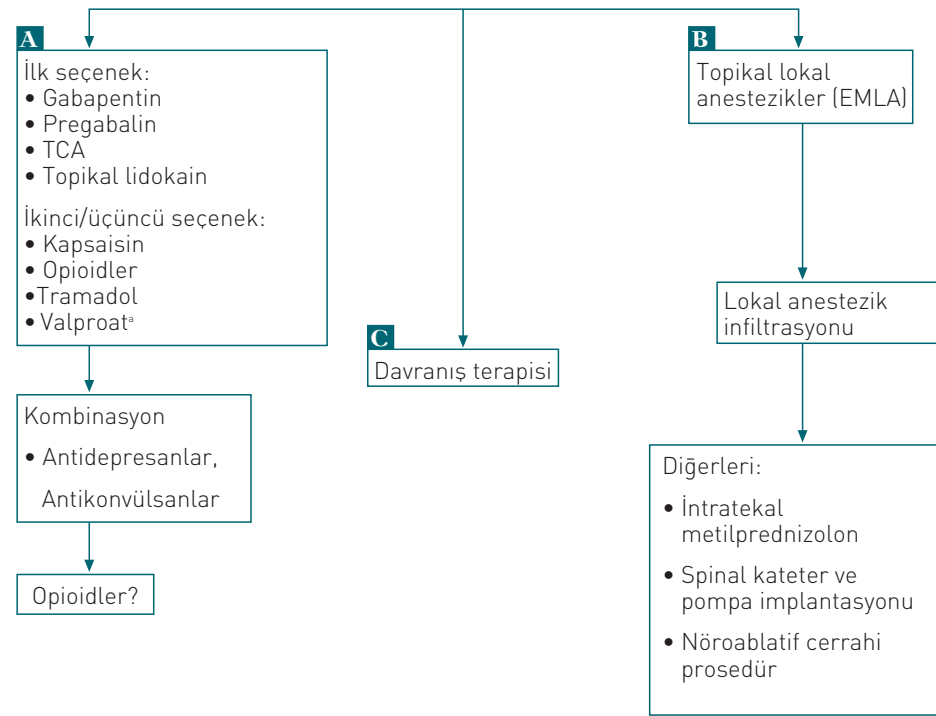 A
İlk seçenek:
• Gabapentin
• Pregabalin
• TCA
• Topikal lidokain
İkinci/üçüncü seçenek:
• Kapsaisin
• Opioidler
•Tramadol
• Valproatᵃ
Kombinasyon
• Antidepresanlar,
Antikonvülsanlar
Opioidler?
C
Davranış terapisi
B
Topikal lokal
anestezikler (EMLA)
Lokal anestezik
infiltrasyonu
Diğerleri:
• İntratekal
metilprednizolon
• Spinal kateter ve
pompa implantasyonu
• Nöroablatif cerrahi
prosedür